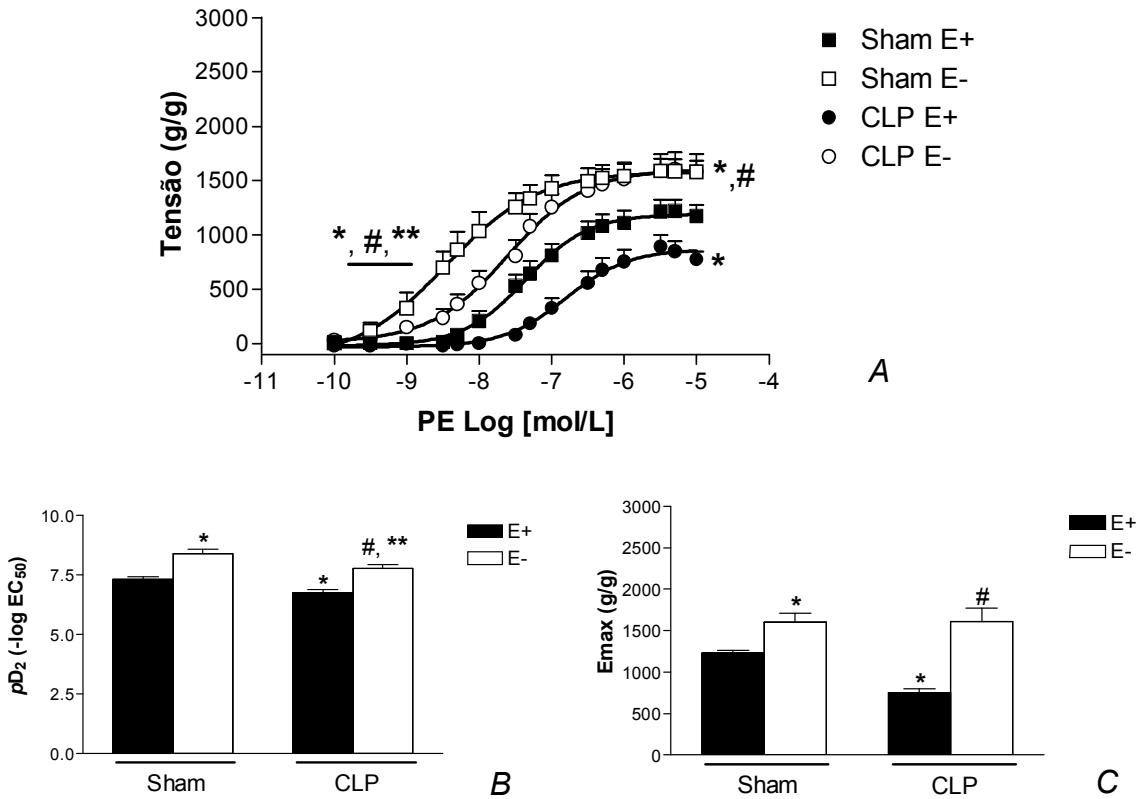 3000
2500
2000
1500
1000
500
0
Tensão (g/g)
*, #, **
*,#
*
-11 -10 -9 -8 -7 -6 -5 -4
PE Log [mol/L]
Sham E+
Sham E-
CLP E+
CLP E-
A
10.0
7.5
5.0
2.5
0.0
pD₂ (-log EC₅₀)
*
*
#, **
Sham CLP
E+
E-
B
3000
2500
2000
1500
1000
500
0
Emax (g/g)
*
*
#
Sham CLP
E+
E-
C